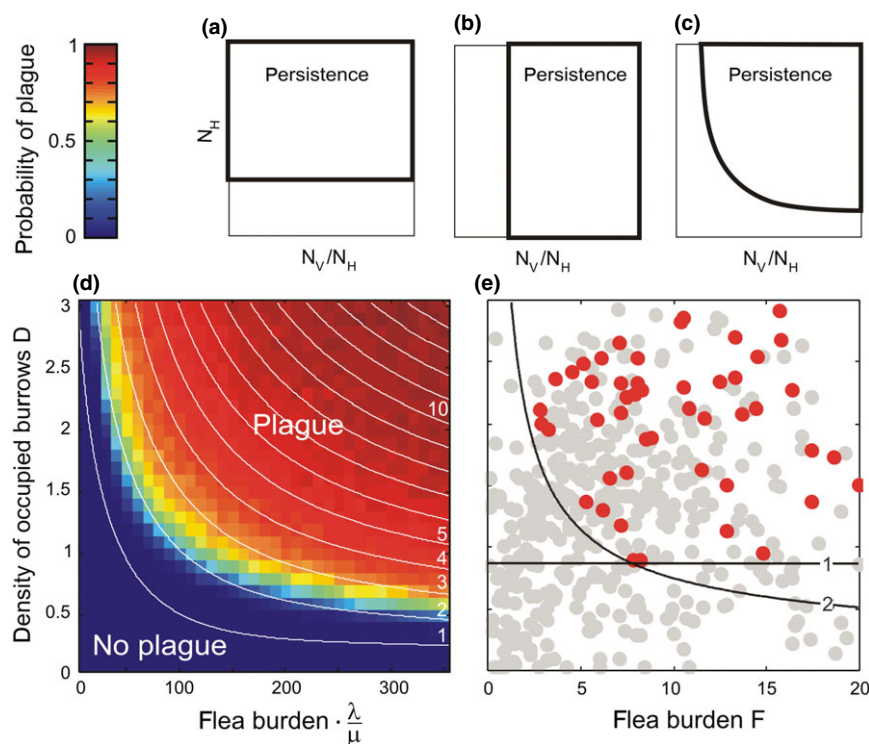 (a)
(b)
(c)
1
0.5
0
Probability of plague
Persistence
Persistence
Persistence
N_H
N_V/N_H
N_V/N_H
N_V/N_H
(d)
3
2.5
2
1.5
1
0.5
0
Density of occupied burrows D
Plague
No plague
10
5
4
3
2
1
0
100
200
300
Flea burden · λ/μ
(e)
1
2
0
5
10
15
20
Flea burden F